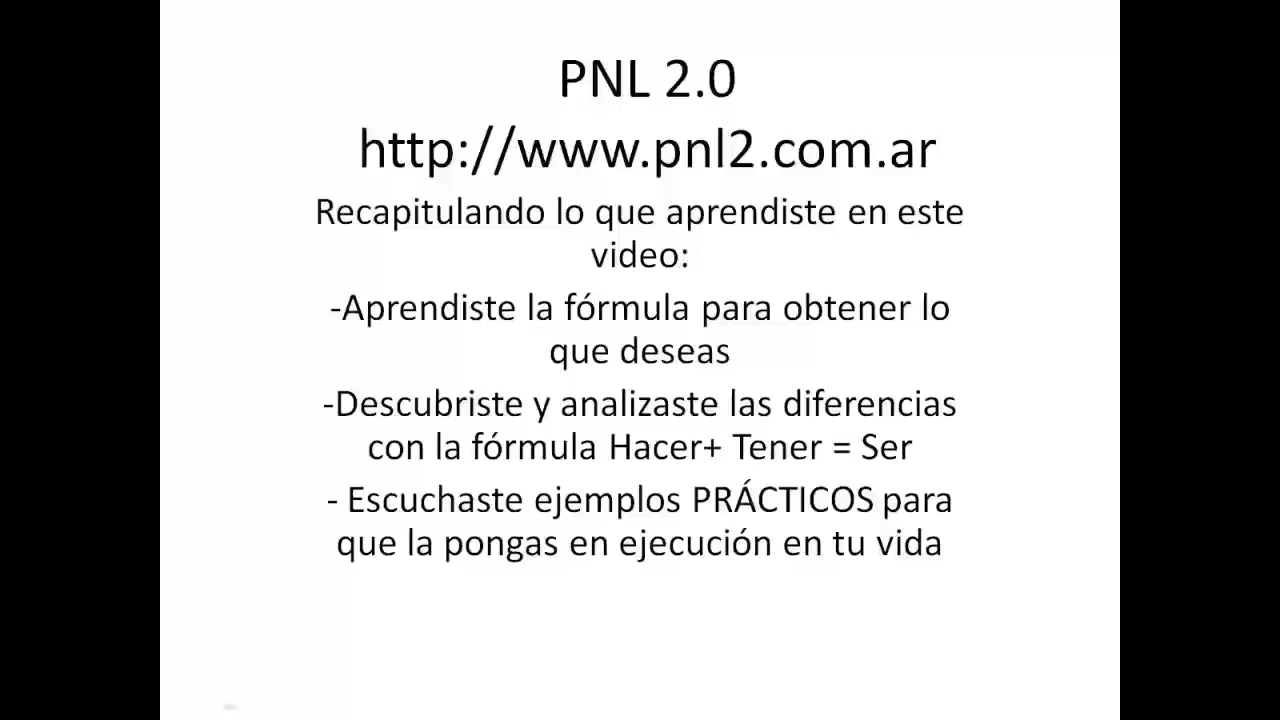 PNL 2.0
http://www.pnl2.com.ar
Recapitulando lo que aprendiste en este
video:
-Aprendiste la fórmula para obtener lo
que deseas
-Descubriste y analizaste las diferencias
con la fórmula Hacer+ Tener = Ser
- Escuchaste ejemplos PRÁCTICOS para
que la pongas en ejecución en tu vida